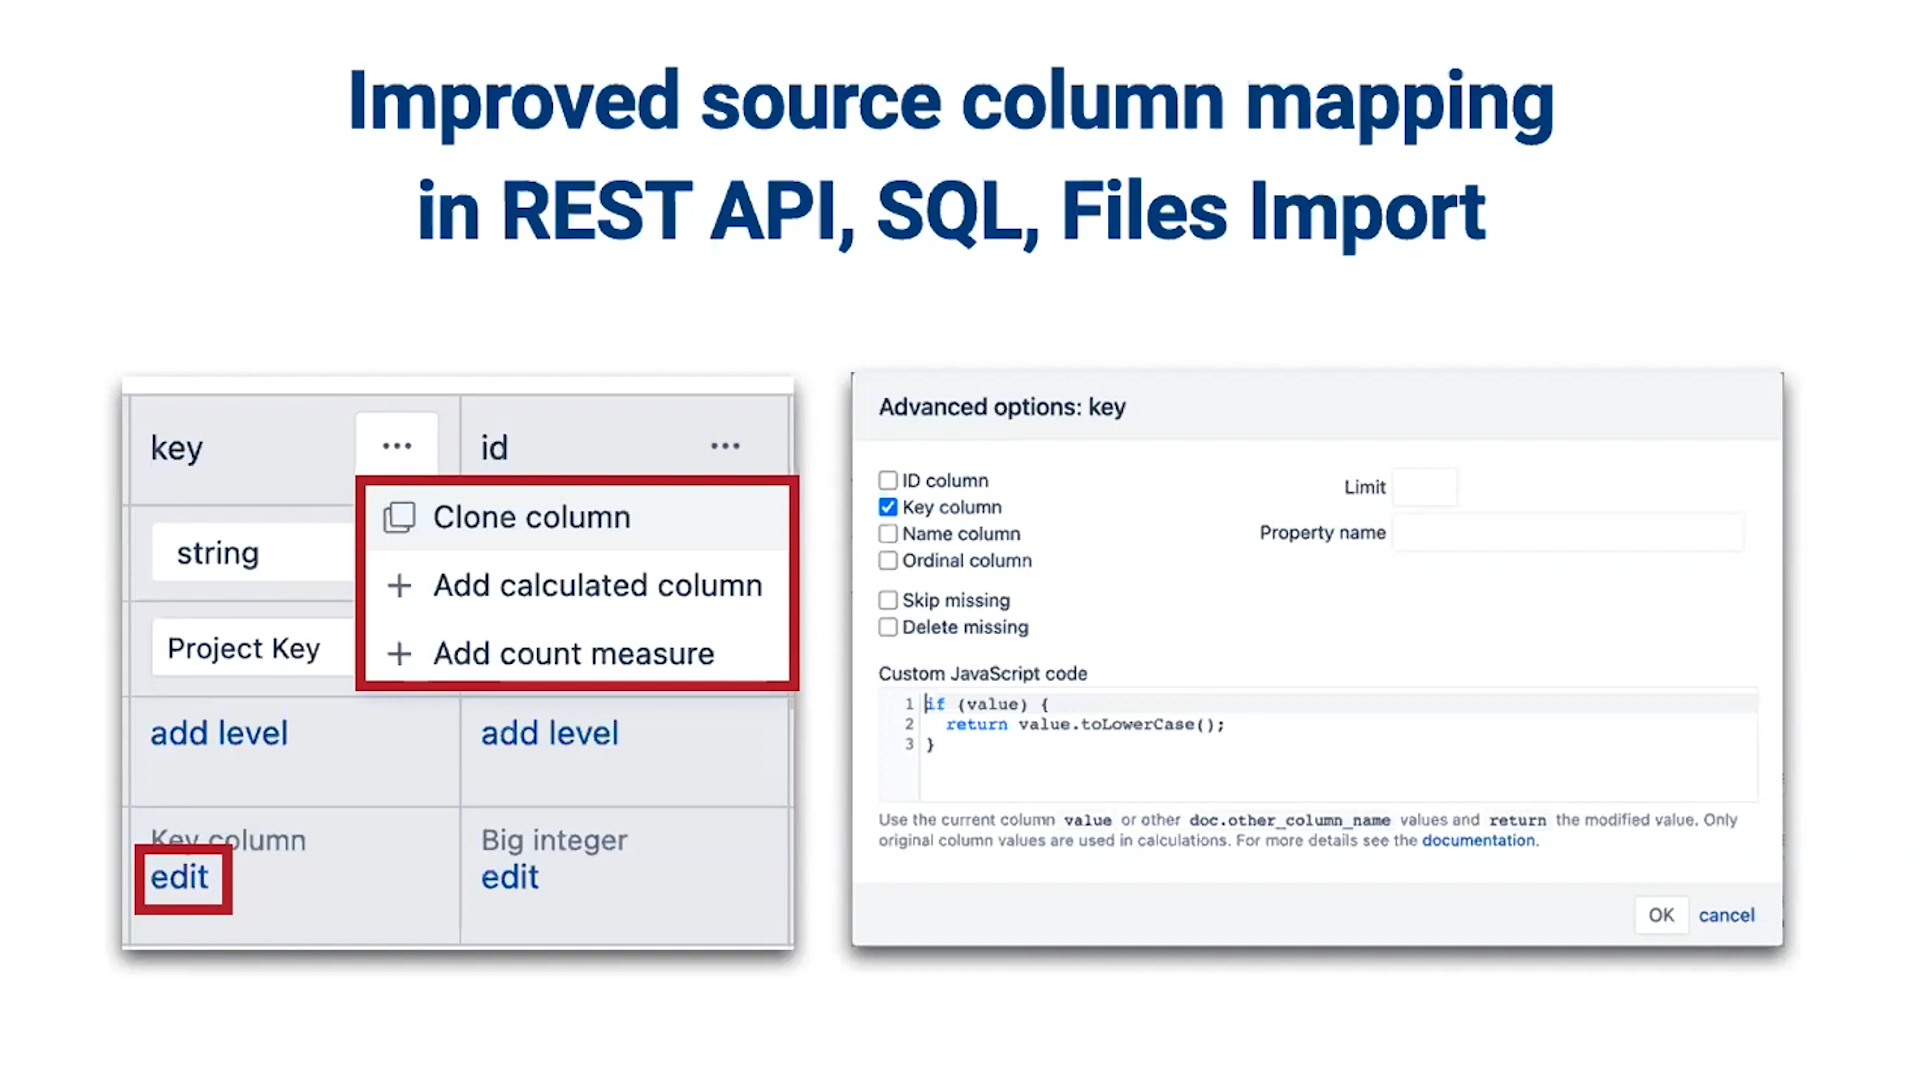 Improved source column mapping
in REST API, SQL, Files Import
key ... id ...
Clone column
string
+ Add calculated column
Project Key
+ Add count measure
add level add level
Key column Big integer
edit edit
Advanced options: key
ID column
Key column
Name column
Ordinal column
Skip missing
Delete missing
Limit
Property name
Custom JavaScript code
1 if (value) {
2 return value.toLowerCase();
3 }
Use the current column value or other doc.other_column_name values and return the modified value. Only
original column values are used in calculations. For more details see the documentation.
OK cancel